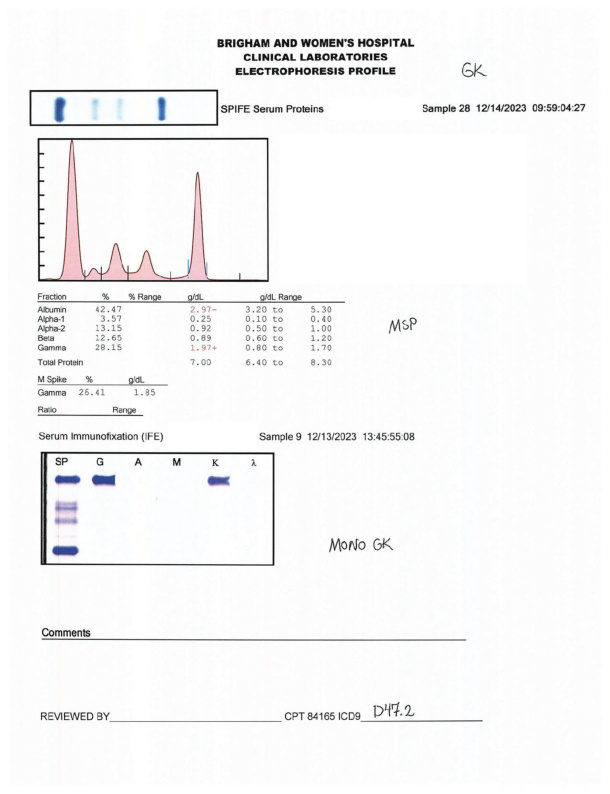 BRIGHAM AND WOMEN'S HOSPITAL
CLINICAL LABORATORIES
ELECTROPHORESIS PROFILE
GK
SPIFE Serum Proteins Sample 28 12/14/2023 09:59:04:27
Fraction % % Range g/dL g/dL Range
Albumin 42.47 2.97- 3.20 to 5.30
Alpha-1 3.57 0.25 0.10 to 0.40
Alpha-2 13.15 0.92 0.50 to 1.00
Beta 12.65 0.89 0.60 to 1.20
Gamma 28.15 1.97+ 0.80 to 1.70
MSP
Total Protein 7.00 6.40 to 8.30
M Spike % g/dL
Gamma 26.41 1.85
Ratio Range
Serum Immunofixation (IFE) Sample 9 12/13/2023 13:45:55:08
SP G A M K λ
MONO GK
Comments
REVIEWED BY CPT 84165 ICD9 D47.2